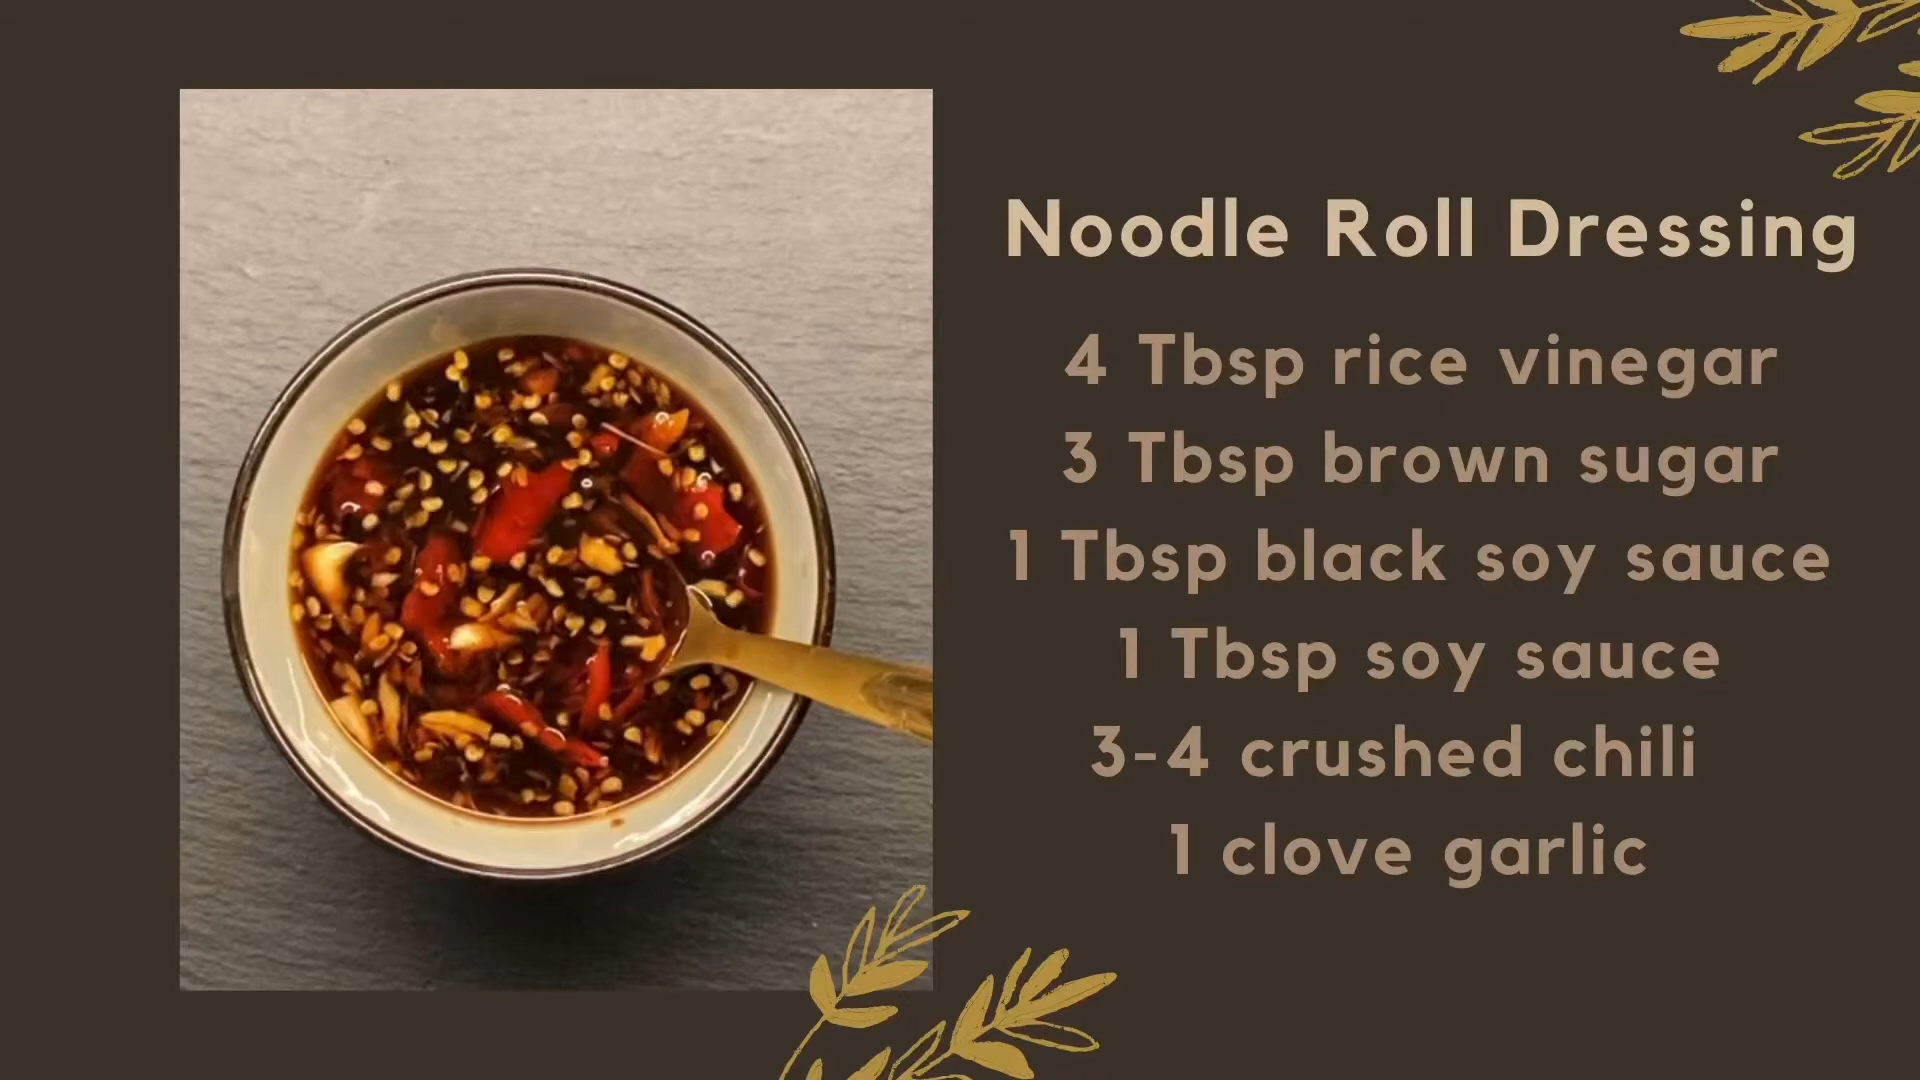 Noodle Roll Dressing
4 Tbsp rice vinegar
3 Tbsp brown sugar
1 Tbsp black soy sauce
1 Tbsp soy sauce
3-4 crushed chili
1 clove garlic